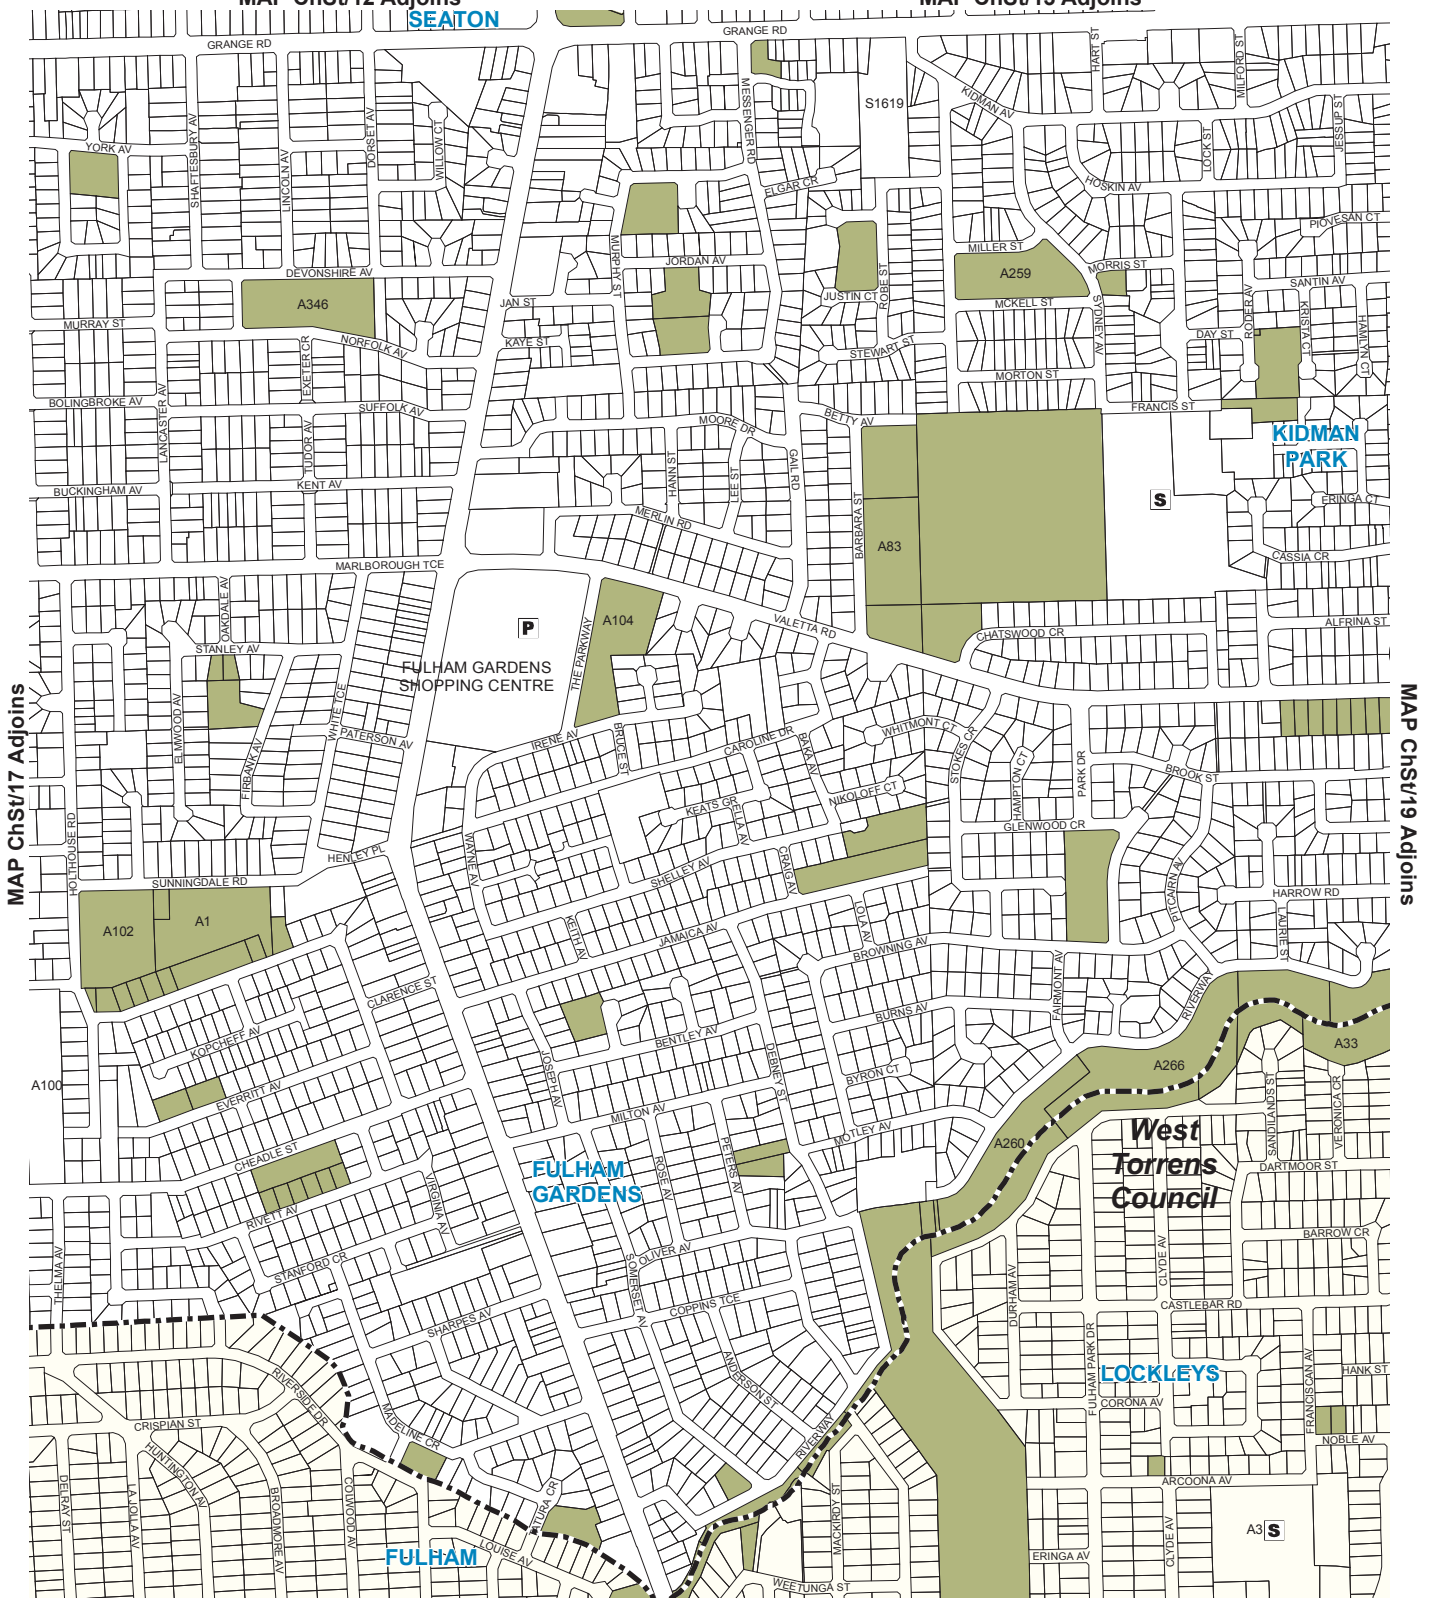 MAP ChSt/12 Adjoins
MAP ChSt/13 Adjoins
SEATON
GRANGE RD
GRANGE RD
HART ST
MILFORD ST
MESSENGER RD
S1619
KIDMAN AV
SHAFTESBURY AV
DORSET AV
WILLOW CT
LOCK ST
JESSUP ST
YORK AV
LINCOLN AV
ELGAR CR
HOSKIN AV
PIOVESAN CT
MURPHY ST
JORDAN AV
MILLER ST
MORRIS ST
DEVONSHIRE AV
A346
ROBE ST
A259
SANTIN AV
JAN ST
JUSTIN CT
MCKELL ST
SYDNEY AV
RODER AV
KRISTA CT
HAMLYN CT
MURRAY ST
EXETER CR
NORFOLK AV
KAYE ST
STEWART ST
DAY ST
MORTON ST
BOLINGBROKE AV
LANCASTER AV
SUFFOLK AV
MOORE DR
BETTY AV
FRANCIS ST
KIDMAN
PARK
TUDOR AV
HANN ST
LEE ST
GAIL RD
BUCKINGHAM AV
KENT AV
S
ERINGA CT
MERLIN RD
BARBARA ST
A83
MARLBOROUGH TCE
CASSIA CR
OAKDALE AV
P
THE PARKWAY
A104
VALETTA RD
CHATSWOOD CR
ALFRINA ST
STANLEY AV
FULHAM GARDENS
SHOPPING CENTRE
MAP ChSt/17 Adjoins
MAP ChSt/19 Adjoins
ELMWOOD AV
WHITE TCE
PATERSON AV
FIRBANK AV
IRENE AV
BRUCE ST
CAROLINE DR
BAKA AV
WHITMONT CT
STOKES CR
HAMPTON CT
PARK DR
BROOK ST
NIKOLOFF CT
KEATS GR
ELLA AV
GLENWOOD CR
HOLTHOUSE RD
HENLEY PL
WAYNE AV
SHELLEY AV
CRAIG AV
PITCAIRN AV
SUNNINGDALE RD
HARROW RD
A102
A1
KEITH AV
JAMAICA AV
LOLA AV
BROWNING AV
LAURIE ST
CLARENCE ST
FAIRMONT AV
RIVERWAY
KOPCHEFF AV
BENTLEY AV
BURNS AV
A33
A100
JOSEPH AV
DEBNEY ST
BYRON CT
A266
SANDILANDS ST
VERONICA CR
EVERRITT AV
MILTON AV
MOTLEY AV
A260
West
Torrens
Council
CHEADLE ST
FULHAM
GARDENS
ROSE AV
PETERS AV
DARTMOOR ST
VIRGINIA AV
RIVETT AV
BARROW CR
THELMA AV
STANFORD CR
OLIVER AV
SOMERSET AV
DURHAM AV
CLYDE AV
COPPINS TCE
CASTLEBAR RD
SHARPES AV
FULHAM PARK DR
LOCKLEYS
FRANCISCAN AV
HANK ST
ANDERSON ST
RIVERSIDE DR
CORONA AV
MADELINE CR
CRISPIAN ST
RIVERWAY
NOBLE AV
HUNTINGTON AV
ARCOONA AV
DELRAY ST
LA JOLLA AV
BROADMORE AV
COLWOOD AV
MACKIRDY ST
CLYDE AV
A3
S
FULHAM
LOUISE AV
ERINGA AV
WEETUNGA ST